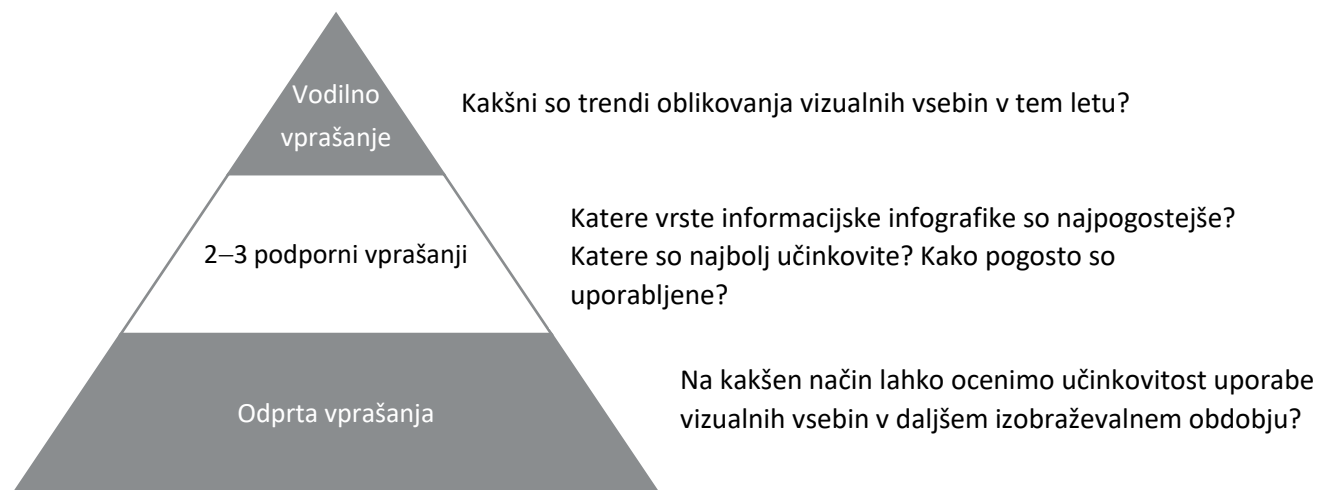 Vodilno
vprašanje
Kakšni so trendi oblikovanja vizualnih vsebin v tem letu?
2–3 podporni vprašanji
Katere vrste informacijske infografike so najpogostejše?
Katere so najbolj učinkovite? Kako pogosto so
uporabljene?
Odprta vprašanja
Na kakšen način lahko ocenimo učinkovitost uporabe
vizualnih vsebin v daljšem izobraževalnem obdobju?